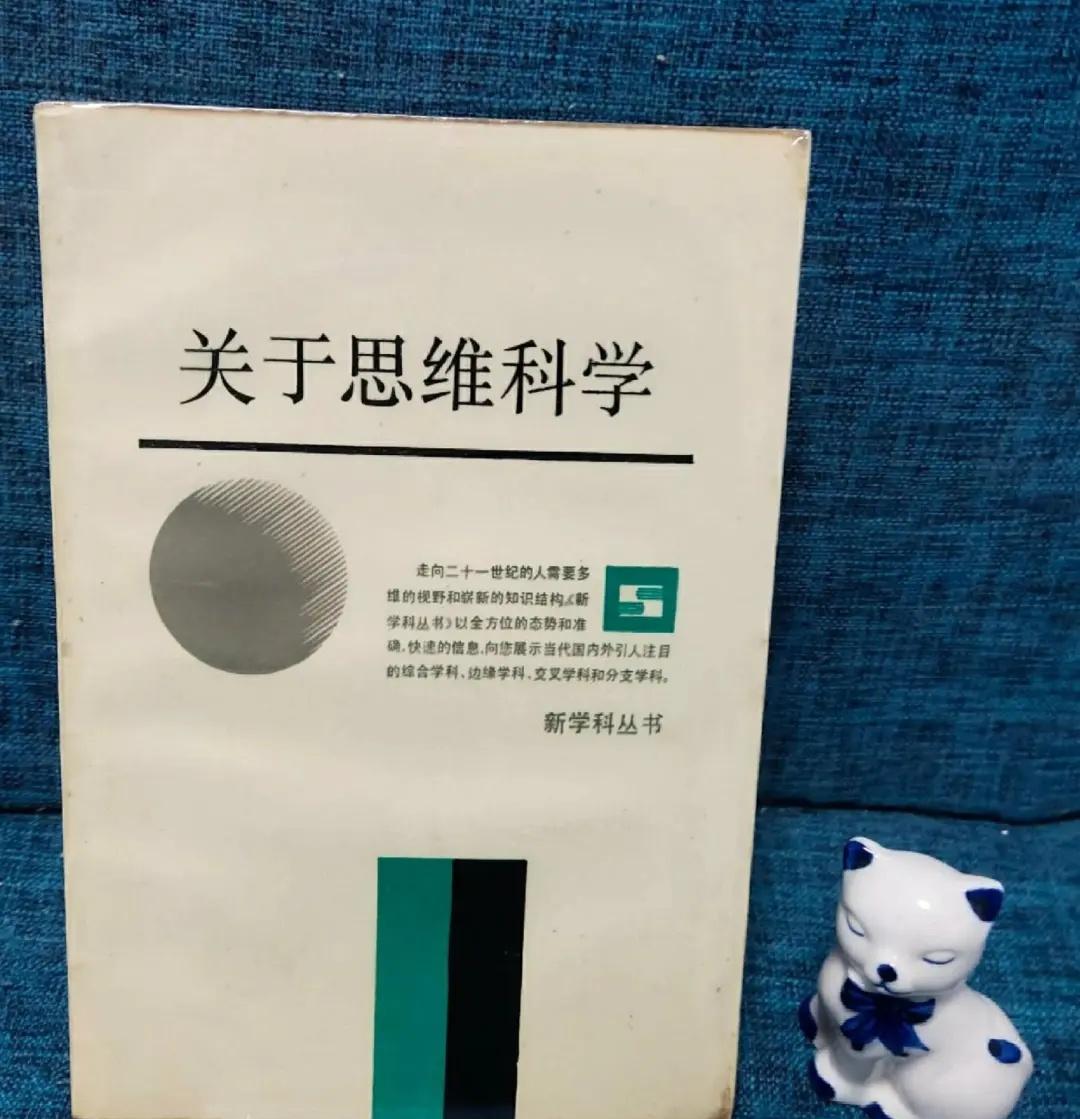 关于思维科学
走向二十一世纪的人需要多
维的视野和崭新的知识结构。《新
学科丛书》以全方位的态势和准
确、快速的信息,向您展示当代国内外引人注目
的综合学科、边缘学科、交叉学科和分支学科。
新学科丛书